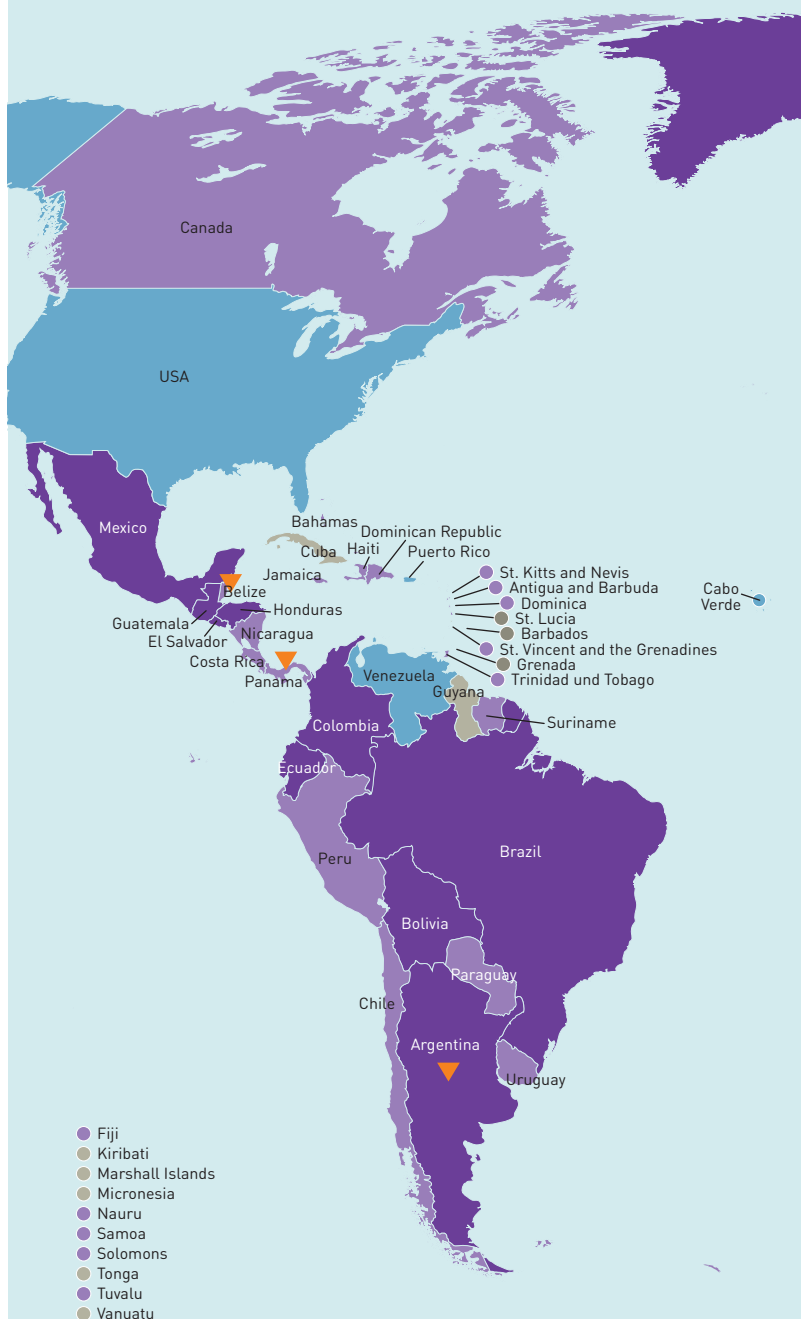 Canada
USA
Mexico
Bahamas
Dominican Republic
Cuba
Haiti
Puerto Rico
Jamaica
St. Kitts and Nevis
Belize
Antigua and Barbuda
Cabo
Verde
Dominica
Honduras
Guatemala
St. Lucia
Nicaragua
Barbados
El Salvador
St. Vincent and the Grenadines
Costa Rica
Grenada
Venezuela
Panama
Trinidad und Tobago
Guyana
Colombia
Suriname
Ecuador
Peru
Brazil
Bolivia
Paraguay
Chile
Argentina
Uruguay
Fiji
Kiribati
Marshall Islands
Micronesia
Nauru
Samoa
Solomons
Tonga
Tuvalu
Vanuatu